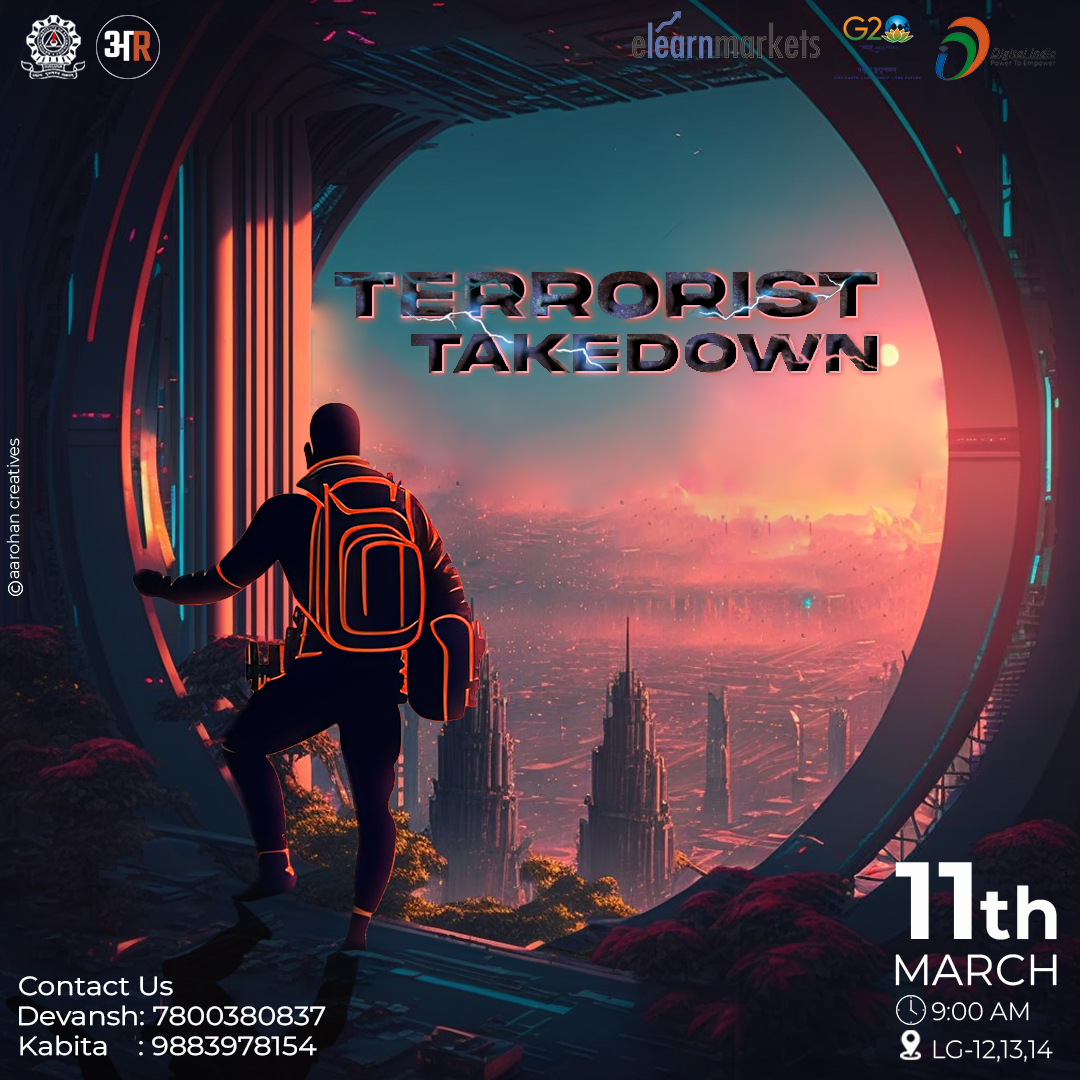 अR
elearnmarkets
G20
Digital India
Power To Empower
TERRORIST
TAKEDOWN
©aarohan creatives
11th
MARCH
9:00 AM
LG-12,13,14
Contact Us
Devansh: 7800380837
Kabita : 9883978154